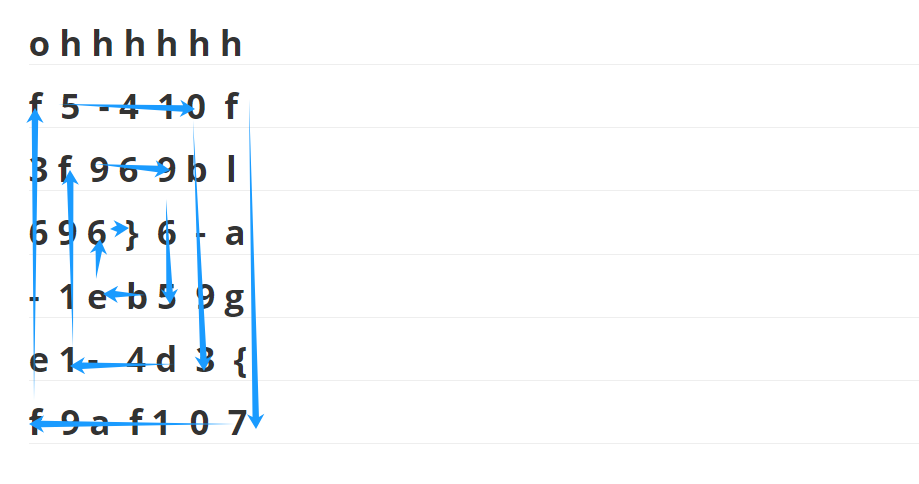 o h h h h h h
f 5 - 4 1 0 f
3 f 9 6 9 b l
6 9 6 } 6 - a
- 1 e b 5 9 g
e 1 - 4 d 3 {
f 9 a f 1 0 7